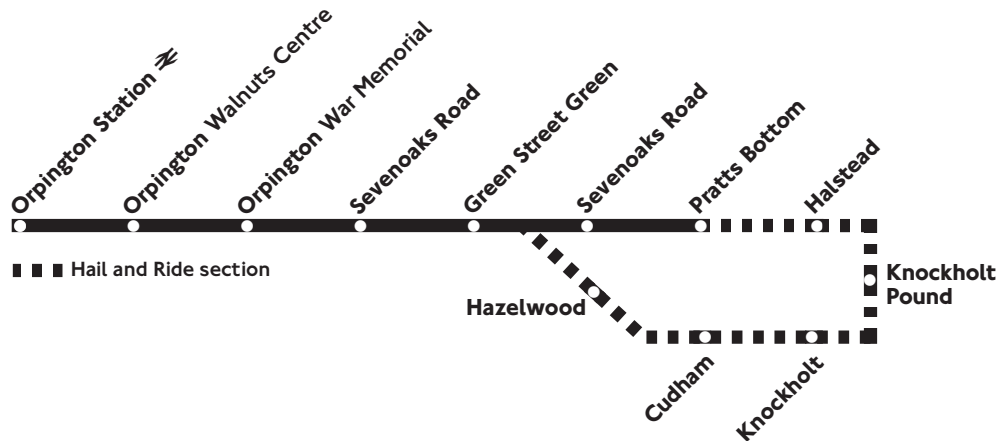 Orpington Station
Orpington Walnuts Centre
Orpington War Memorial
Sevenoaks Road
Green Street Green
Sevenoaks Road
Pratts Bottom
Halstead
Hail and Ride section
Knockholt
Pound
Hazelwood
Cudham
Knockholt